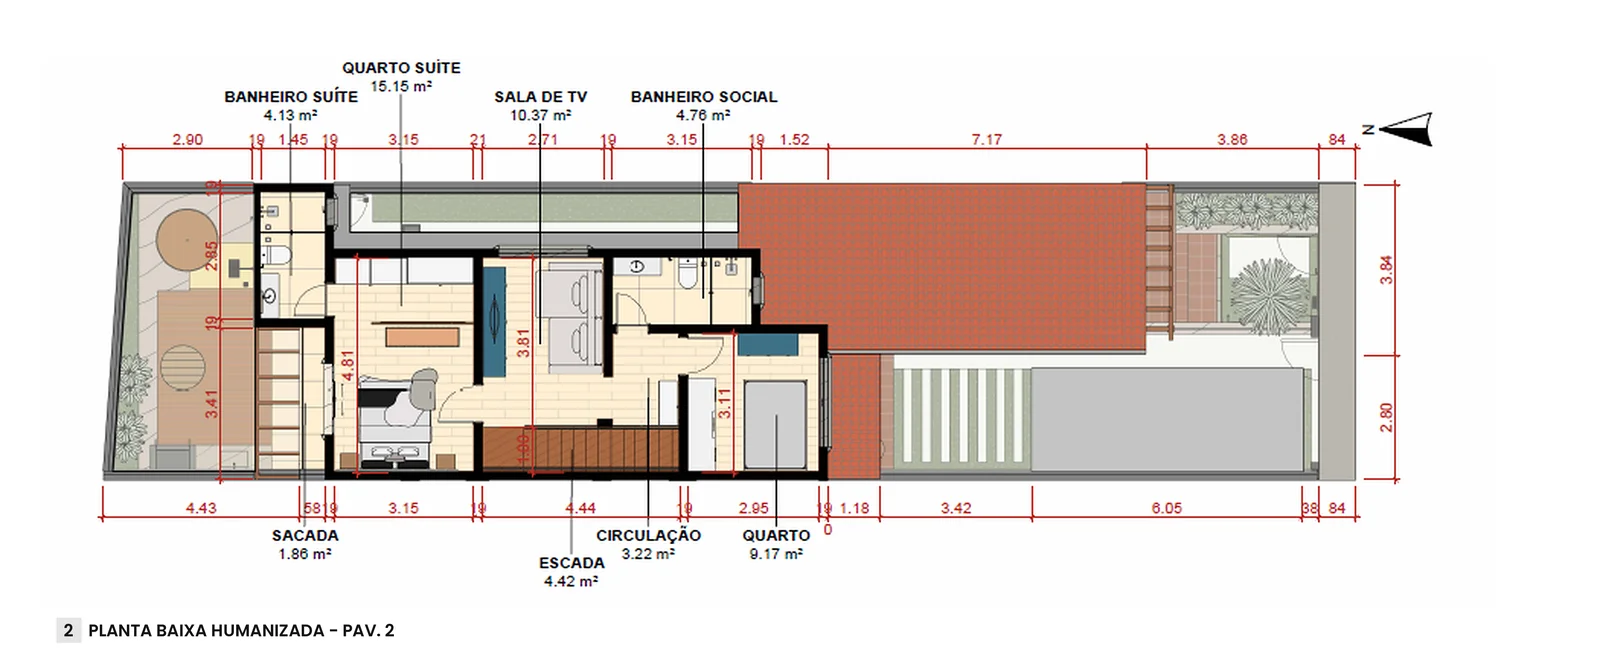 QUARTO SUÍTE
15.15 m²
BANHEIRO SUÍTE
4.13 m²
SALA DE TV
10.37 m²
BANHEIRO SOCIAL
4.76 m²
2.90 19 1.45 19 3.15 21 2.71 19 3.15 19 1.52 7.17 3.86 84
N
19
2.85
19
3.41
4.81
3.81
1.00
3.11
3.84
2.80
4.43 58 19 3.15 19 4.44 19 2.95 19 1.18 3.42 6.05 38 84
0
SACADA
1.86 m²
ESCADA
4.42 m²
CIRCULAÇÃO
3.22 m²
QUARTO
9.17 m²
2 PLANTA BAIXA HUMANIZADA - PAV. 2